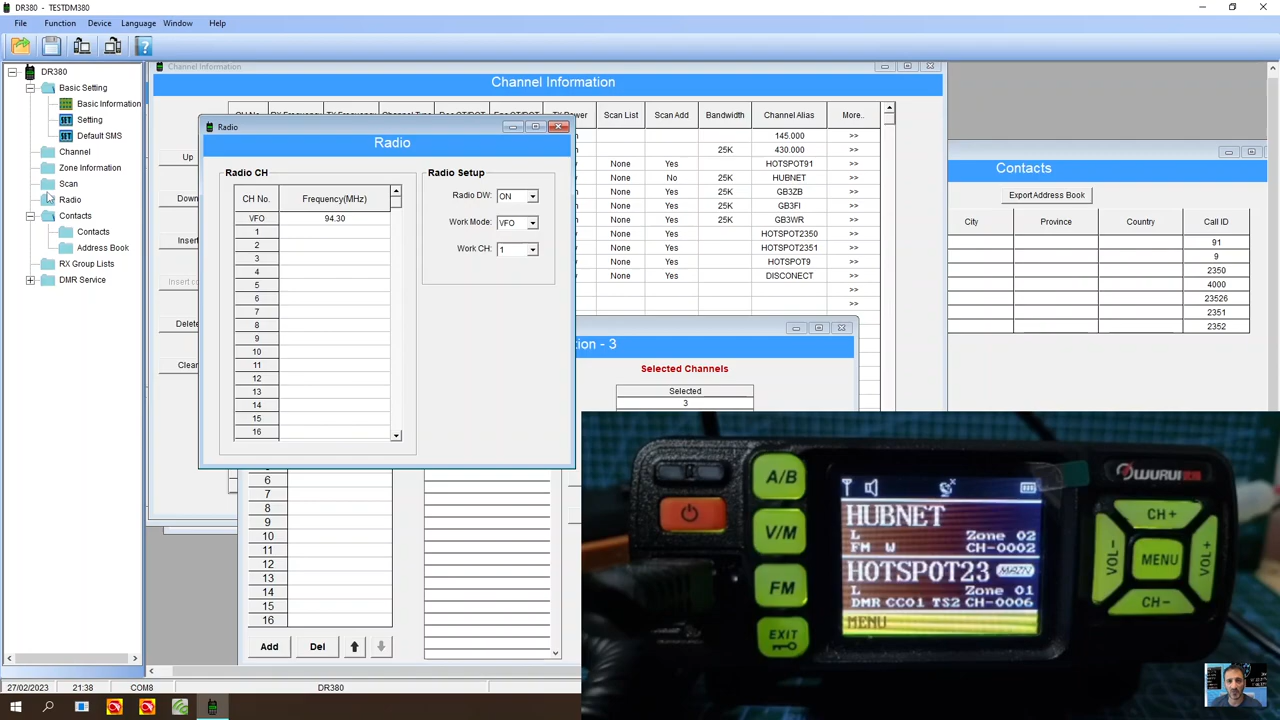 DR380 - TESTDM380
File Function Device Language Window Help
DR380
Basic Setting
Basic Information
Setting
Default SMS
Channel
Zone Information
Scan
Radio
Contacts
Contacts
Address Book
RX Group Lists
DMR Service
Channel Information
Channel Information
Scan List Scan Add Bandwidth Channel Alias More..
145.000 >>
25K 430.000 >>
None Yes HOTSPOT91 >>
None No 25K HUBNET >>
None Yes 25K GB3ZB >>
None Yes 25K GB3FI >>
None Yes 25K GB3WR >>
None Yes HOTSPOT2350 >>
None Yes HOTSPOT2351 >>
None Yes HOTSPOT9 >>
None Yes DISCONECT >>
>>
>>
Up
Down
Insert
Delete
Clear
Radio
Radio
Radio CH
CH No. Frequency(MHz)
VFO 94.30
1
2
3
4
5
6
7
8
9
10
11
12
13
14
15
16
Radio Setup
Radio DW: ON
Work Mode: VFO
Work CH: 1
Contacts
Export Address Book
City Province Country Call ID
91
9
2350
4000
23526
2351
2352
tion - 3
Selected Channels
Selected
3
6
7
8
9
10
11
12
13
14
15
16
Add Del
A/B
V/M
FM
EXIT
HUBNET
L Zone 02
FM W CH-0002
HOTSPOT23 MAIN
L Zone 01
DMR CC01 TS2 CH-0006
MENU
WURUI
CH+
VOL-
MENU
VOL+
CH-
27/02/2023 21:38 COM8 DR380